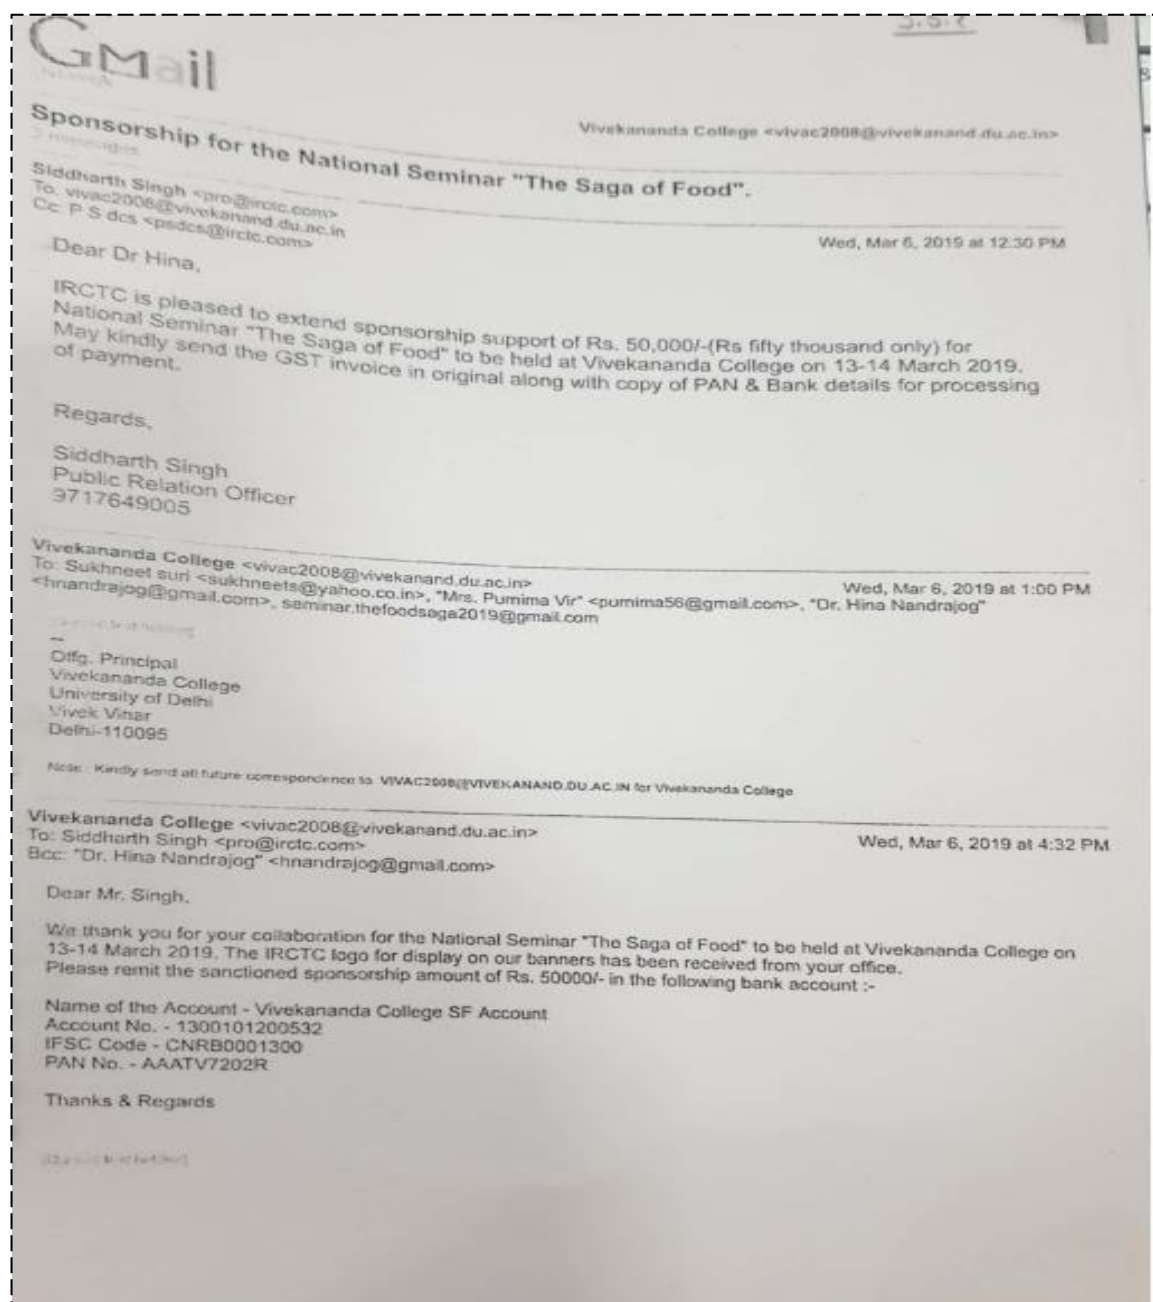 GMail
Vivekananda College <vivac2008@vivekanand.du.ac.in>
Sponsorship for the National Seminar "The Saga of Food".
messages
Siddharth Singh <pro@irctc.com>
To: vivac2008@vivekanand.du.ac.in
Cc: P S dcs <psdcs@irctc.com>
Wed, Mar 6, 2019 at 12:30 PM
Dear Dr Hina,
IRCTC is pleased to extend sponsorship support of Rs. 50,000/-(Rs fifty thousand only) for
National Seminar "The Saga of Food" to be held at Vivekananda College on 13-14 March 2019.
May kindly send the GST invoice in original along with copy of PAN & Bank details for processing
of payment.
Regards,
Siddharth Singh
Public Relation Officer
9717649005
Vivekananda College <vivac2008@vivekanand.du.ac.in>
Wed, Mar 6, 2019 at 1:00 PM
To: Sukhneet suri <sukhneets@yahoo.co.in>, "Mrs. Purnima Vir" <purnima56@gmail.com>, "Dr. Hina Nandrajog"
<hnandrajog@gmail.com>, seminar.thefoodsaga2019@gmail.com
--
Offg. Principal
Vivekananda College
University of Delhi
Vivek Vihar
Delhi-110095
Note : Kindly send all future correspondence to VIVAC2008@VIVEKANAND.DU.AC.IN for Vivekananda College
Vivekananda College <vivac2008@vivekanand.du.ac.in>
Wed, Mar 6, 2019 at 4:32 PM
To: Siddharth Singh <pro@irctc.com>
Bcc: "Dr. Hina Nandrajog" <hnandrajog@gmail.com>
Dear Mr. Singh,
We thank you for your collaboration for the National Seminar "The Saga of Food" to be held at Vivekananda College on
13-14 March 2019. The IRCTC logo for display on our banners has been received from your office.
Please remit the sanctioned sponsorship amount of Rs. 50000/- in the following bank account :-
Name of the Account - Vivekananda College SF Account
Account No. - 1300101200532
IFSC Code - CNRB0001300
PAN No. - AAATV7202R
Thanks & Regards